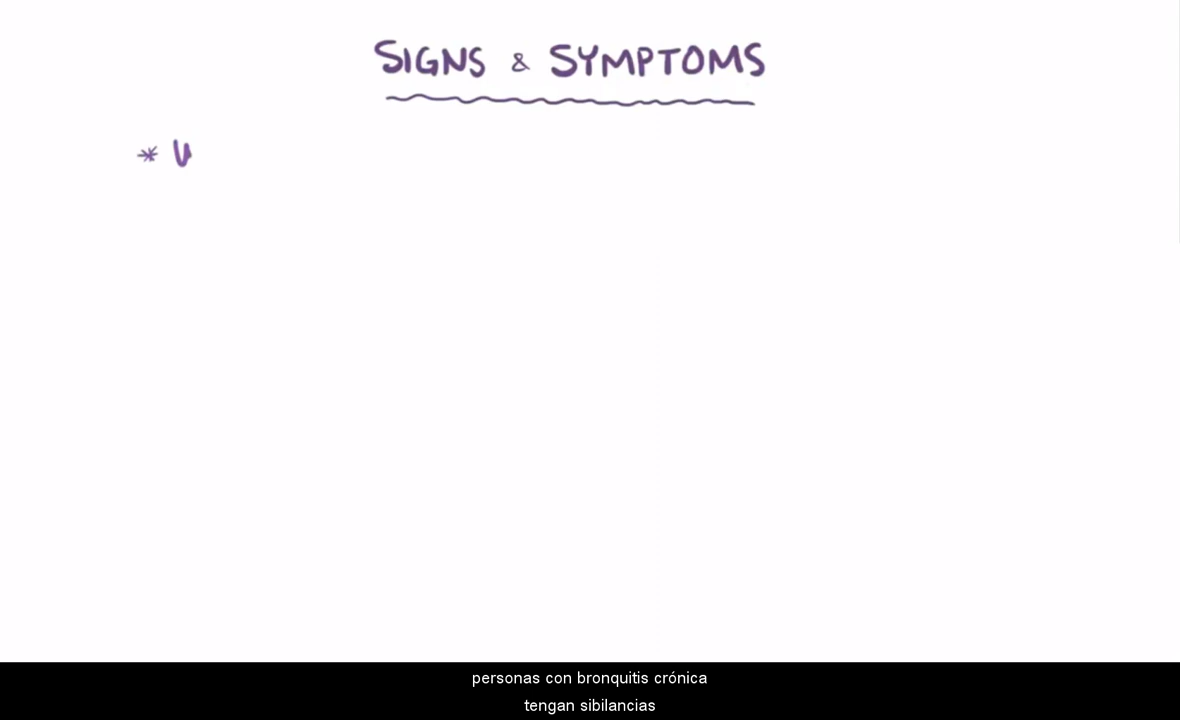 SIGNS & SYMPTOMS
*
personas con bronquitis crónica
tengan sibilancias